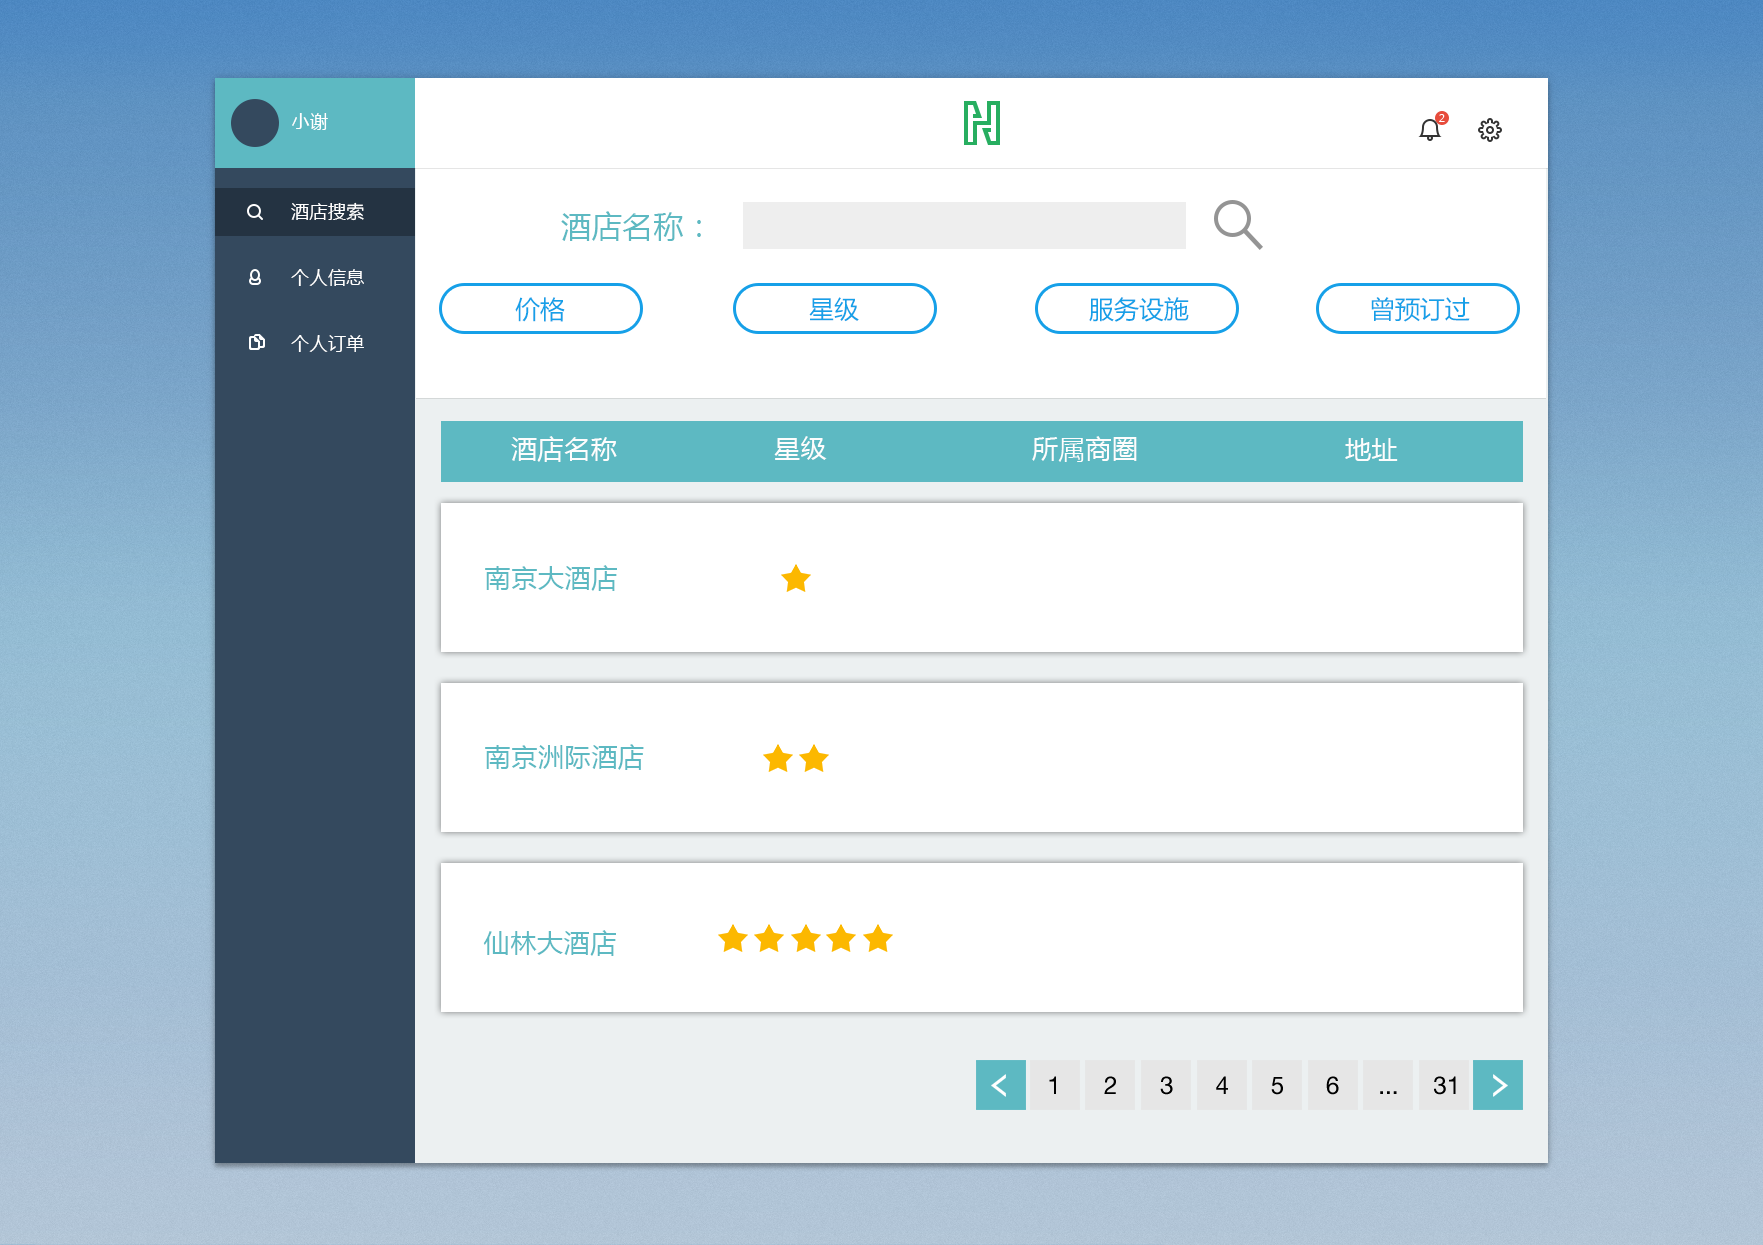 小谢
2
酒店搜索
个人信息
个人订单
酒店名称：
价格 星级 服务设施 曾预订过
酒店名称 星级 所属商圈 地址
南京大酒店
南京洲际酒店
仙林大酒店
< 1 2 3 4 5 6 ... 31 >